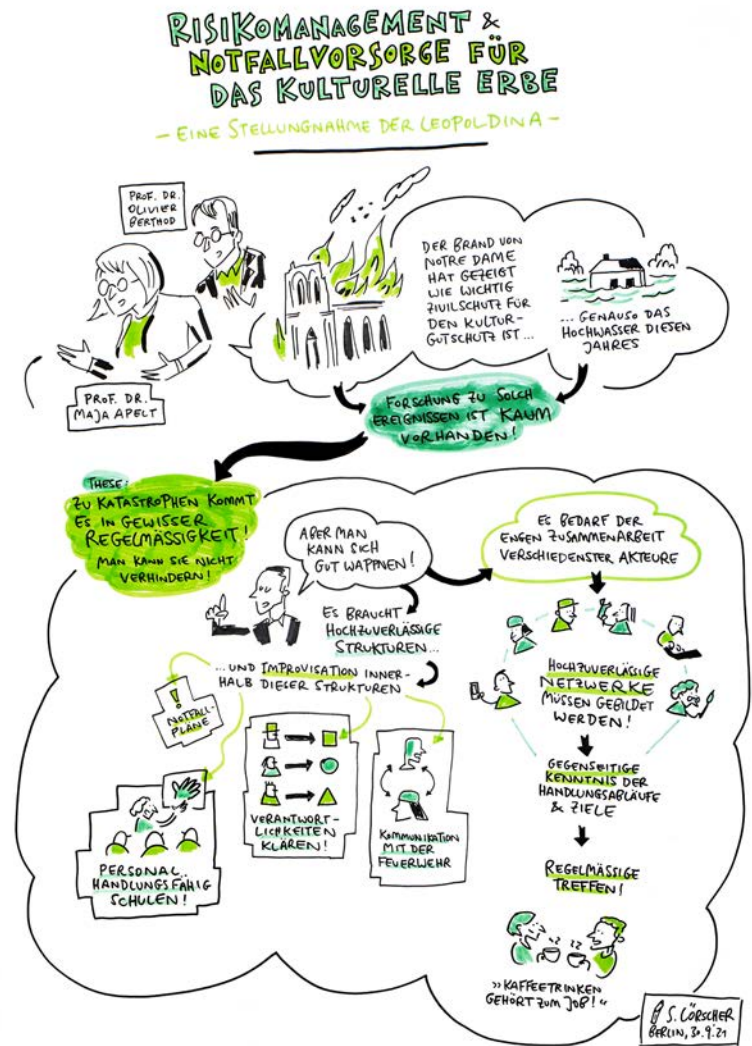 RISIKOMANAGEMENT &
NOTFALLVORSORGE FÜR
DAS KULTURELLE ERBE
– EINE STELLUNGNAHME DER LEOPOLDINA –
PROF. DR.
OLIVIER
BERTHOD
PROF. DR.
MAJA APELT
DER BRAND VON
NOTRE DAME
HAT GEZEIGT
WIE WICHTIG
ZIVILSCHUTZ FÜR
DEN KULTUR-
GUTSCHUTZ IST...
... GENAUSO DAS
HOCHWASSER DIESEN
JAHRES
FORSCHUNG ZU SOLCH
EREIGNISSEN IST KAUM
VORHANDEN!
THESE:
ZU KATASTROPHEN KOMMT
ES IN GEWISSER
REGELMÄSSIGKEIT!
MAN KANN SIE NICHT
VERHINDERN!
ABER MAN
KANN SICH
GUT WAPPNEN!
ES BRAUCHT
HOCHZUVERLÄSSIGE
STRUKTUREN...
...UND IMPROVISATION INNER-
HALB DIESER STRUKTUREN
!
NOTFALL-
PLÄNE
PERSONAL
HANDLUNGSFÄHIG
SCHULEN!
VERANTWORT-
LICHKEITEN
KLÄREN!
KOMMUNIKATION
MIT DER
FEUERWEHR
ES BEDARF DER
ENGEN ZUSAMMENARBEIT
VERSCHIEDENSTER AKTEURE
HOCHZUVERLÄSSIGE
NETZWERKE
MÜSSEN GEBILDET
WERDEN!
GEGENSEITIGE
KENNTNIS DER
HANDLUNGSABLÄUFE
& ZIELE
REGELMÄSSIGE
TREFFEN!
»KAFFEETRINKEN
GEHÖRT ZUM JOB!"
S. CÖRSCHER
BERLIN, 30.9.21